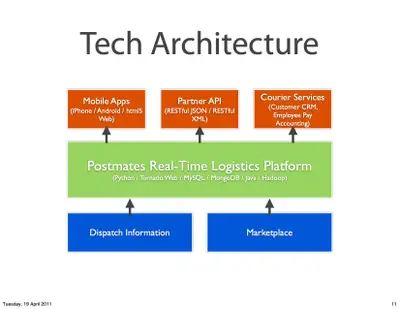 Tech Architecture
Mobile Apps
(iPhone / Android / html5
Web)
Partner API
(RESTful JSON / RESTful
XML)
Courier Services
(Customer CRM,
Employee Pay
Accounting)
Postmates Real-Time Logistics Platform
(Python / Tornado Web / MySQL / MongoDB / Java / Hadoop)
Dispatch Information
Marketplace
Tuesday, 19 April 2011
11